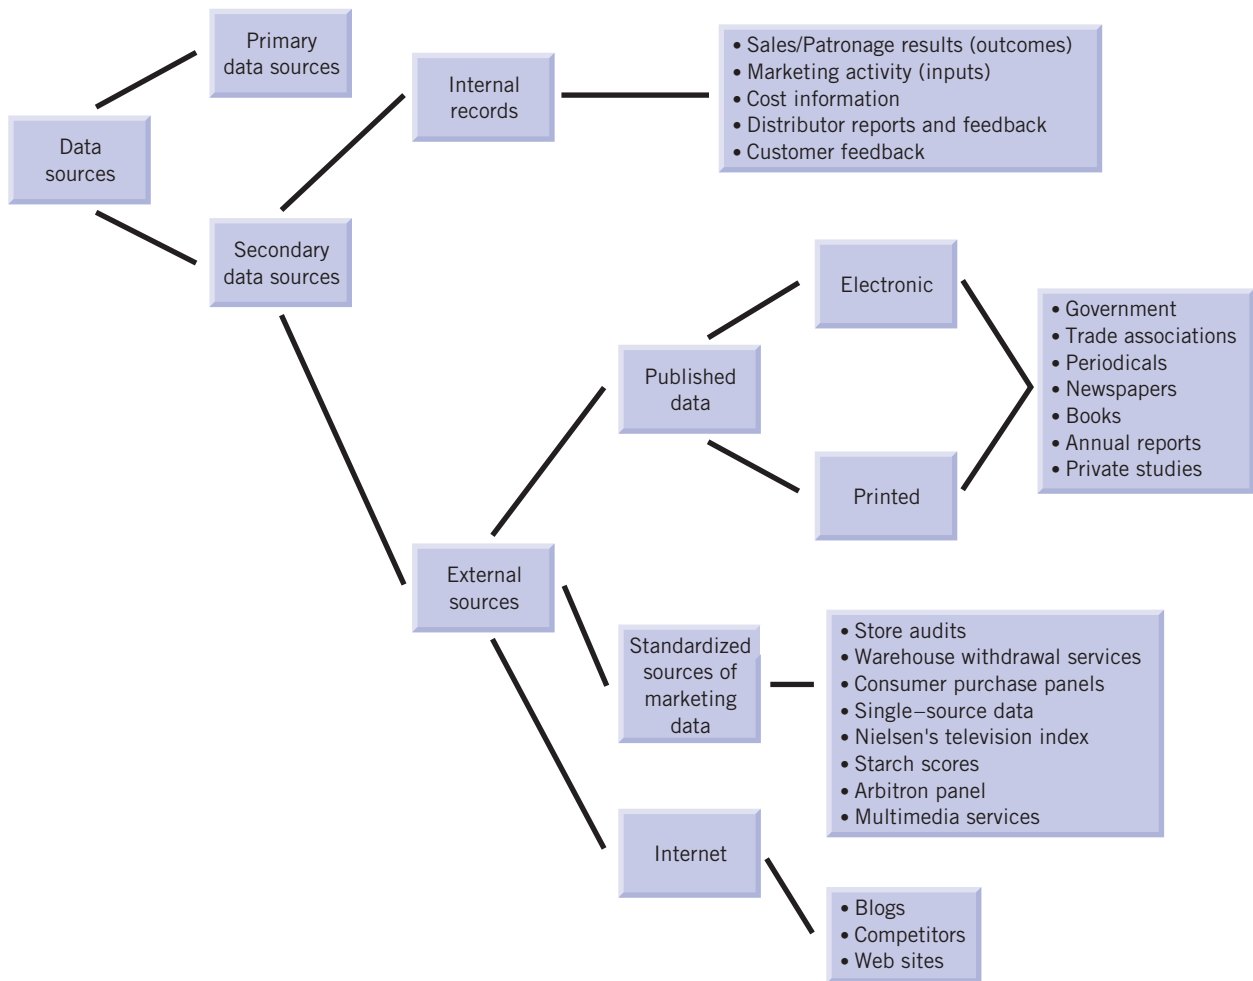 Primary
data sources
Data
sources
Secondary
data sources
Internal
records
• Sales/Patronage results (outcomes)
• Marketing activity (inputs)
• Cost information
• Distributor reports and feedback
• Customer feedback
External
sources
Published
data
Electronic
Printed
• Government
• Trade associations
• Periodicals
• Newspapers
• Books
• Annual reports
• Private studies
Standardized
sources of
marketing
data
• Store audits
• Warehouse withdrawal services
• Consumer purchase panels
• Single–source data
• Nielsen's television index
• Starch scores
• Arbitron panel
• Multimedia services
Internet
• Blogs
• Competitors
• Web sites